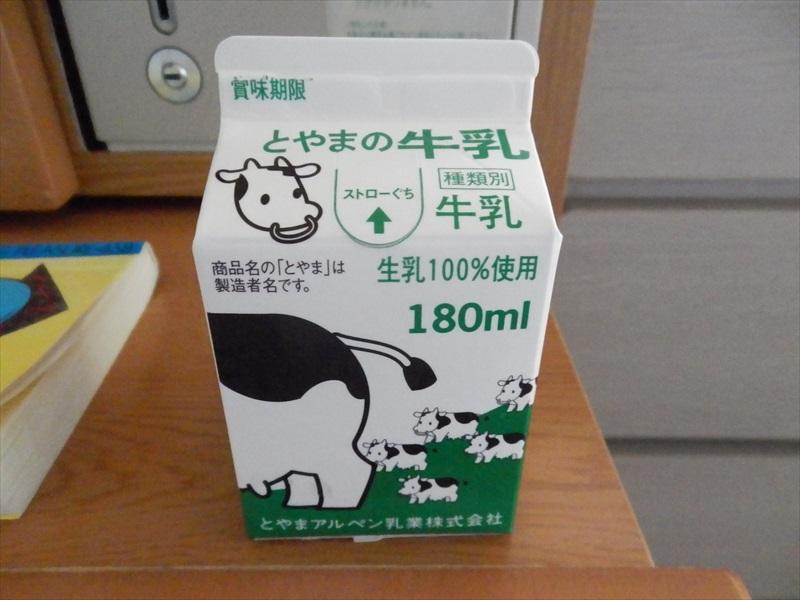 賞味期限
とやまの牛乳
ストローぐち
種類別
牛乳
商品名の「とやま」は
製造者名です。
生乳100%使用
180ml
とやまアルペン乳業株式会社